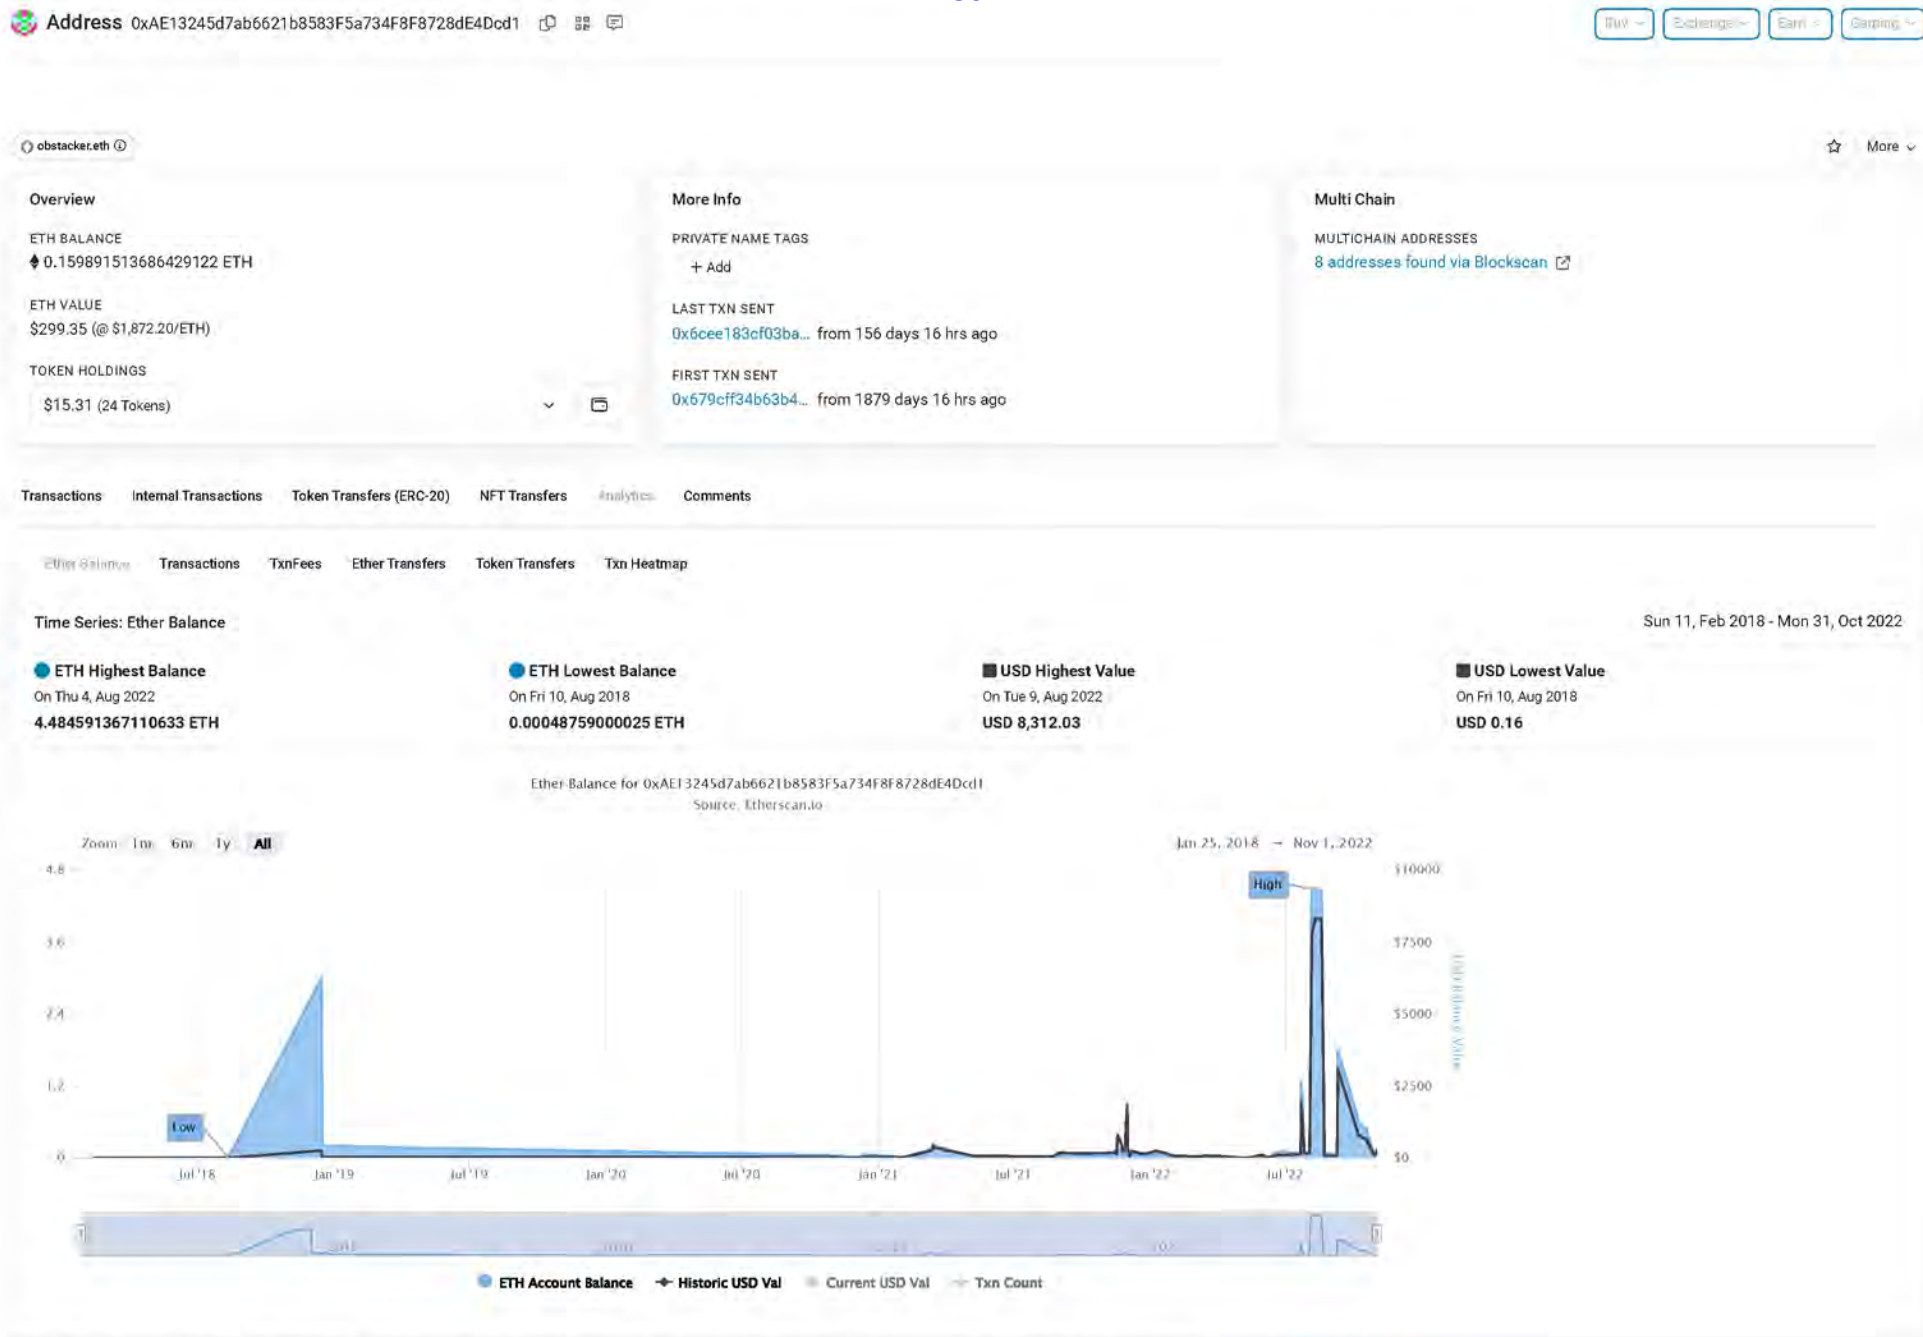 Address 0xAE13245d7ab6621b8583F5a734F8F8728dE4Dcd1
Buy Exchange Earn Gaming
obstacker.eth
More
Overview
ETH BALANCE
0.159891513686429122 ETH
ETH VALUE
$299.35 (@ $1,872.20/ETH)
TOKEN HOLDINGS
$15.31 (24 Tokens)
More Info
PRIVATE NAME TAGS
+ Add
LAST TXN SENT
0x6cee183cf03ba... from 156 days 16 hrs ago
FIRST TXN SENT
0x679cff34b63b4... from 1879 days 16 hrs ago
Multi Chain
MULTICHAIN ADDRESSES
8 addresses found via Blockscan
Transactions Internal Transactions Token Transfers (ERC-20) NFT Transfers Analytics Comments
Ether Balance Transactions TxnFees Ether Transfers Token Transfers Txn Heatmap
Time Series: Ether Balance
Sun 11, Feb 2018 - Mon 31, Oct 2022
ETH Highest Balance
On Thu 4, Aug 2022
4.484591367110633 ETH
ETH Lowest Balance
On Fri 10, Aug 2018
0.00048759000025 ETH
USD Highest Value
On Tue 9, Aug 2022
USD 8,312.03
USD Lowest Value
On Fri 10, Aug 2018
USD 0.16
Ether Balance for 0xAE13245d7ab6621b8583F5a734F8F8728dE4Dcd1
Source: Etherscan.io
Zoom 1m 6m 1y All
Jan 25, 2018 → Nov 1, 2022
4.8
3.6
2.4
1.2
0
High
Low
$10000
$7500
$5000
$2500
$0
Jul '18 Jan '19 Jul '19 Jan '20 Jul '20 Jan '21 Jul '21 Jan '22 Jul '22
ETH Account Balance Historic USD Val Current USD Val Txn Count